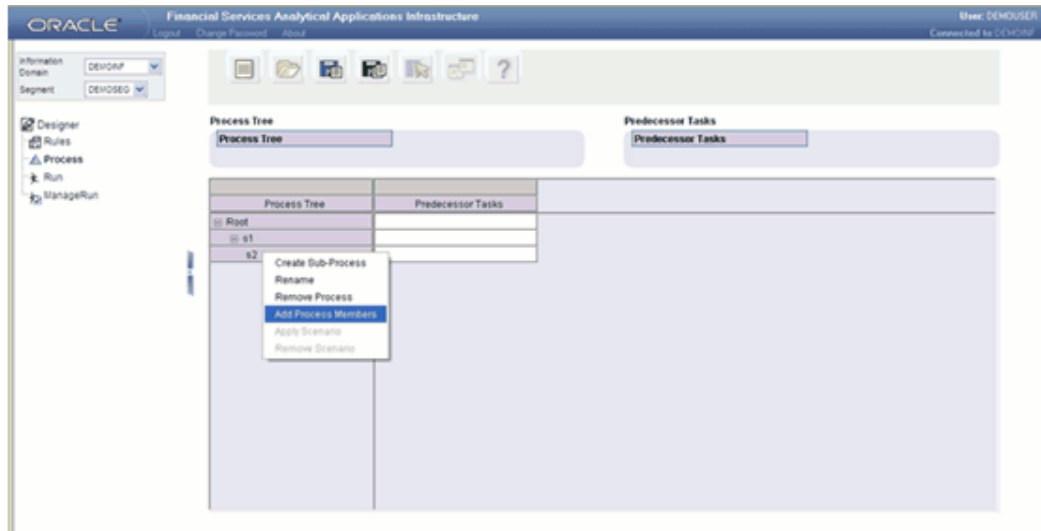 ORACLE
Financial Services Analytical Applications Infrastructure
User: DEMOUSER
Logout Change Password About
Connected to: DEMOINF
Information Domain
DEMOINF
Segment
DEMOSEG
?
Designer
Rules
Process
Run
ManageRun
Process Tree
Predecessor Tasks
Process Tree
Predecessor Tasks
Process Tree
Predecessor Tasks
Root
s1
s2
Create Sub-Process
Rename
Remove Process
Add Process Members
Apply Scenario
Remove Scenario